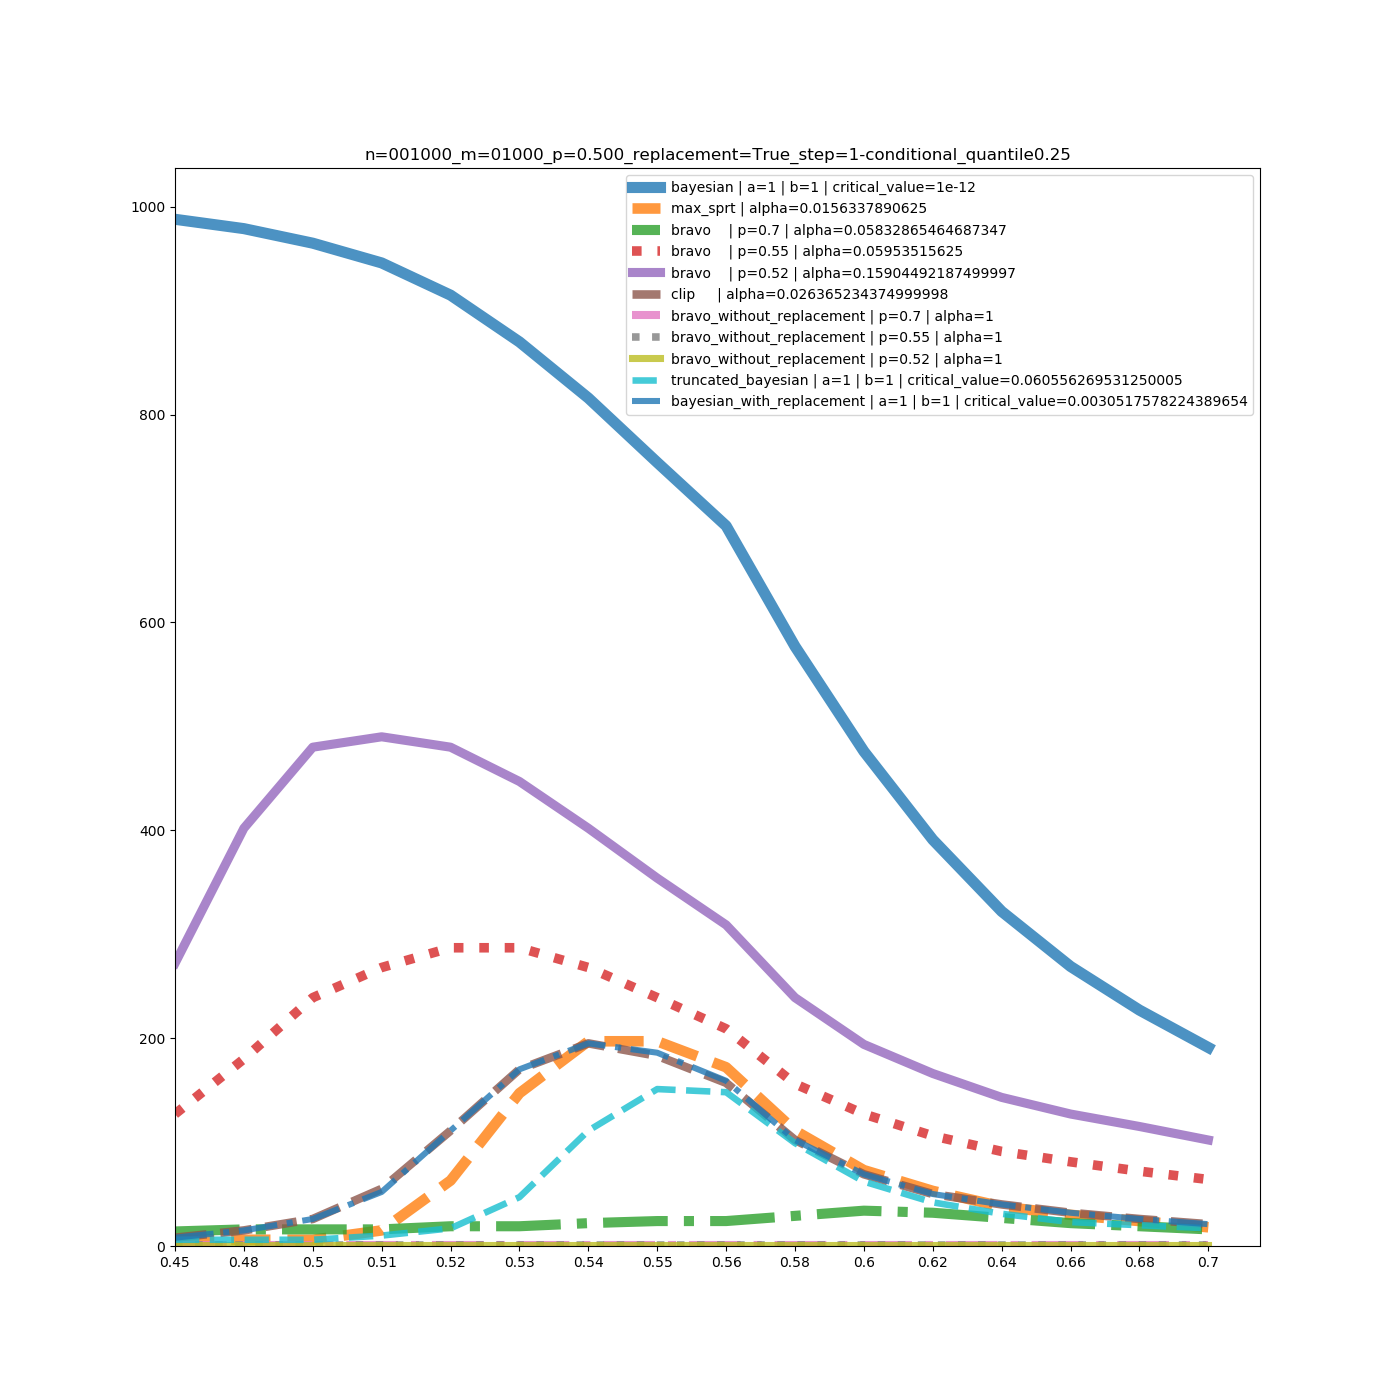 n=001000_m=01000_p=0.500_replacement=True_step=1-conditional_quantile0.25
bayesian | a=1 | b=1 | critical_value=1e-12
max_sprt | alpha=0.0156337890625
bravo    | p=0.7 | alpha=0.05832865464687347
bravo    | p=0.55 | alpha=0.05953515625
bravo    | p=0.52 | alpha=0.15904492187499997
clip     | alpha=0.026365234374999998
bravo_without_replacement | p=0.7 | alpha=1
bravo_without_replacement | p=0.55 | alpha=1
bravo_without_replacement | p=0.52 | alpha=1
truncated_bayesian | a=1 | b=1 | critical_value=0.060556269531250005
bayesian_with_replacement | a=1 | b=1 | critical_value=0.0030517578224389654
1000
800
600
400
200
0
0.45 0.48 0.5 0.51 0.52 0.53 0.54 0.55 0.56 0.58 0.6 0.62 0.64 0.66 0.68 0.7